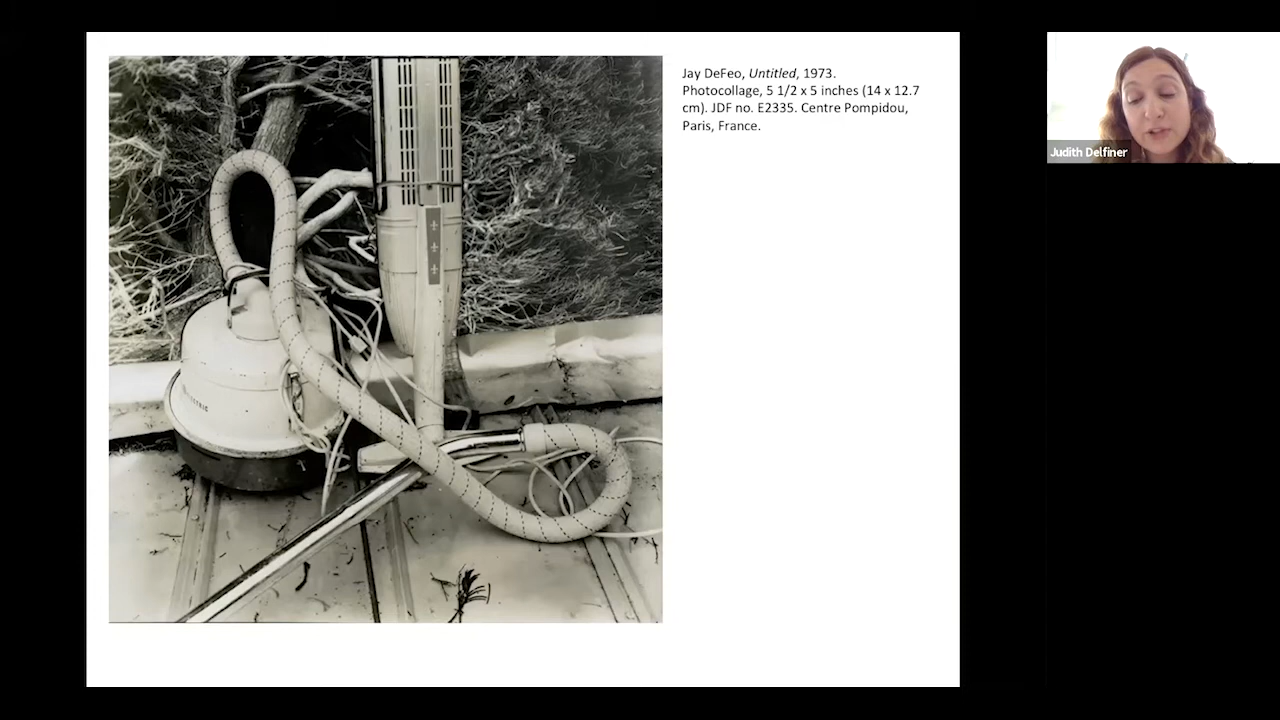 Jay DeFeo, Untitled, 1973.
Photocollage, 5 1/2 x 5 inches (14 x 12.7
cm). JDF no. E2335. Centre Pompidou,
Paris, France.
Judith Delfiner